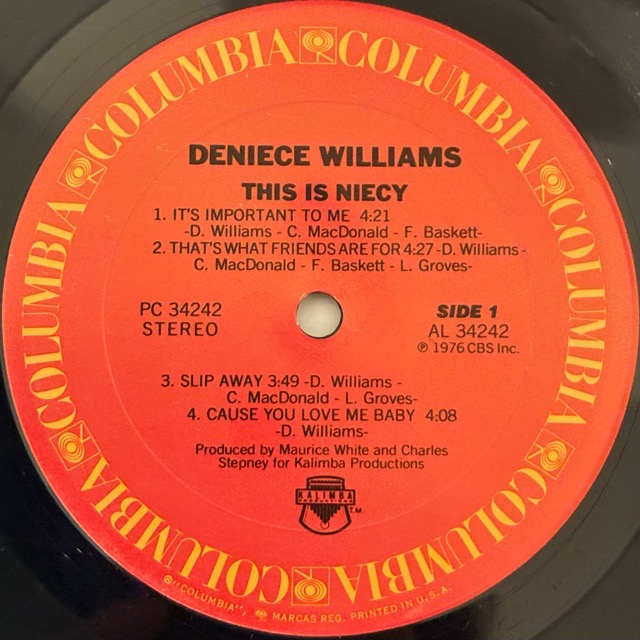 COLUMBIA COLUMBIA COLUMBIA COLUMBIA COLUMBIA COLUMBIA COLUMBIA
DENIECE WILLIAMS
THIS IS NIECY
1. IT'S IMPORTANT TO ME 4:21
-D. Williams - C. MacDonald - F. Baskett-
2. THAT'S WHAT FRIENDS ARE FOR 4:27 -D. Williams-
C. MacDonald - F. Baskett - L. Groves-
PC 34242
STEREO
SIDE 1
AL 34242
℗ 1976 CBS Inc.
3. SLIP AWAY 3:49 -D. Williams -
C. MacDonald - L. Groves-
4. CAUSE YOU LOVE ME BABY 4:08
-D. Williams-
Produced by Maurice White and Charles
Stepney for Kalimba Productions
KALIMBA
PRODUCTIONS
T.M.
®"COLUMBIA", MARCAS REG. PRINTED IN U.S.A.